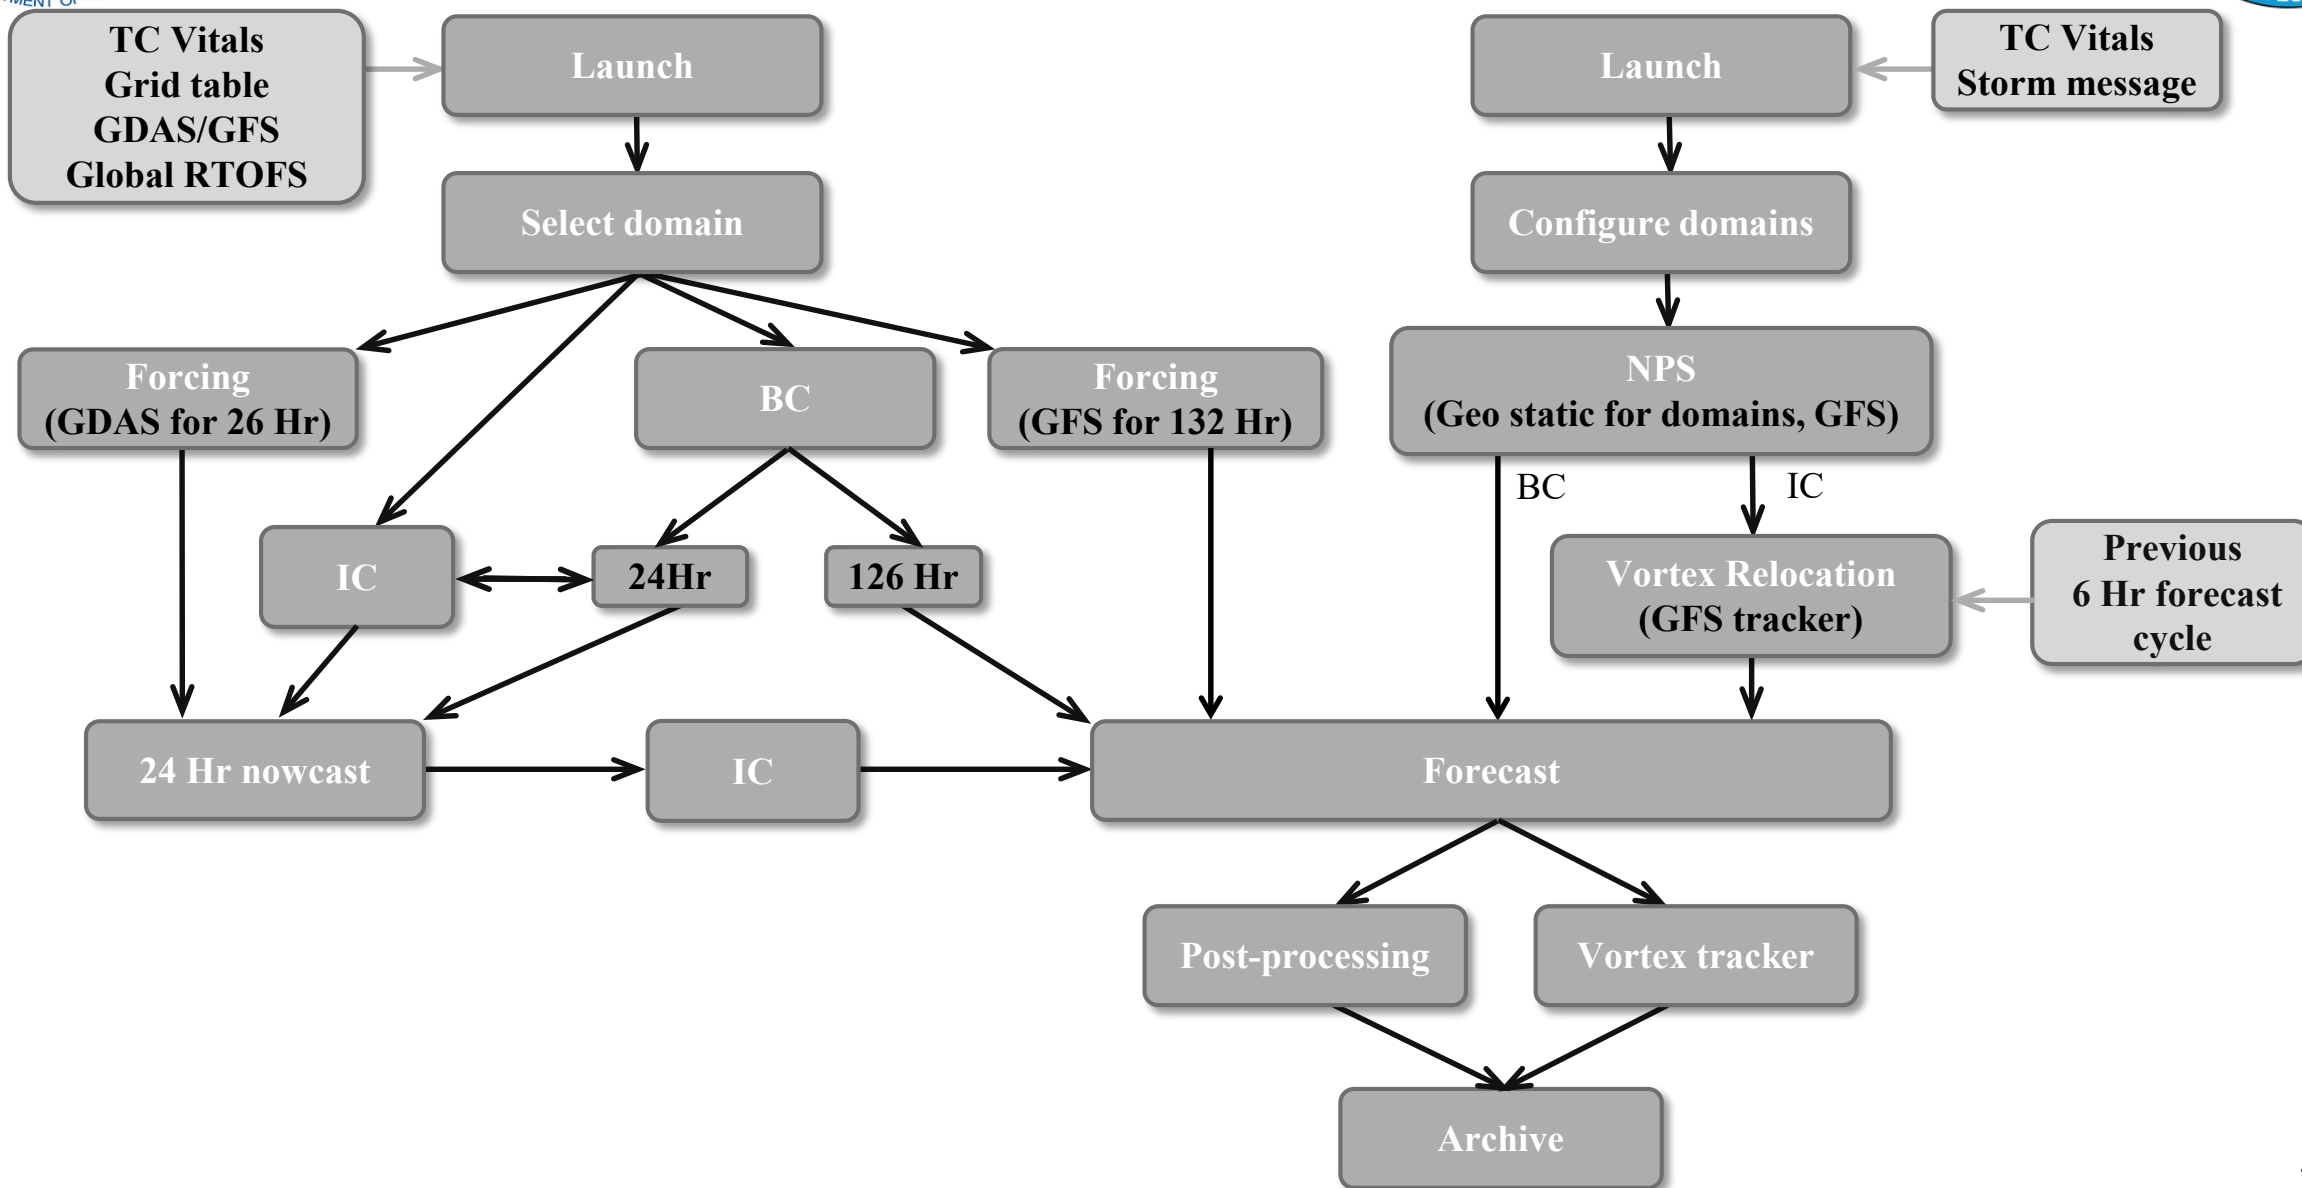 TC Vitals
Grid table
GDAS/GFS
Global RTOFS
Launch
Launch
TC Vitals
Storm message
Select domain
Configure domains
Forcing
(GDAS for 26 Hr)
BC
Forcing
(GFS for 132 Hr)
NPS
(Geo static for domains, GFS)
BC
IC
IC
24Hr
126 Hr
Vortex Relocation
(GFS tracker)
Previous
6 Hr forecast
cycle
24 Hr nowcast
IC
Forecast
Post-processing
Vortex tracker
Archive